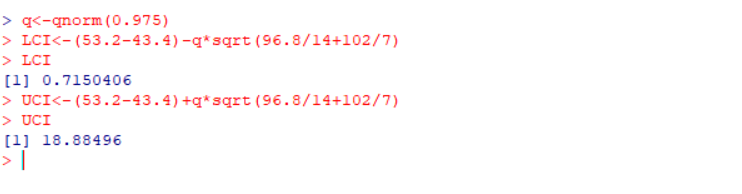 > q<-qnorm(0.975)
> LCI<-(53.2-43.4)-q*sqrt(96.8/14+102/7)
> LCI
[1] 0.7150406
> UCI<-(53.2-43.4)+q*sqrt(96.8/14+102/7)
> UCI
[1] 18.88496
>